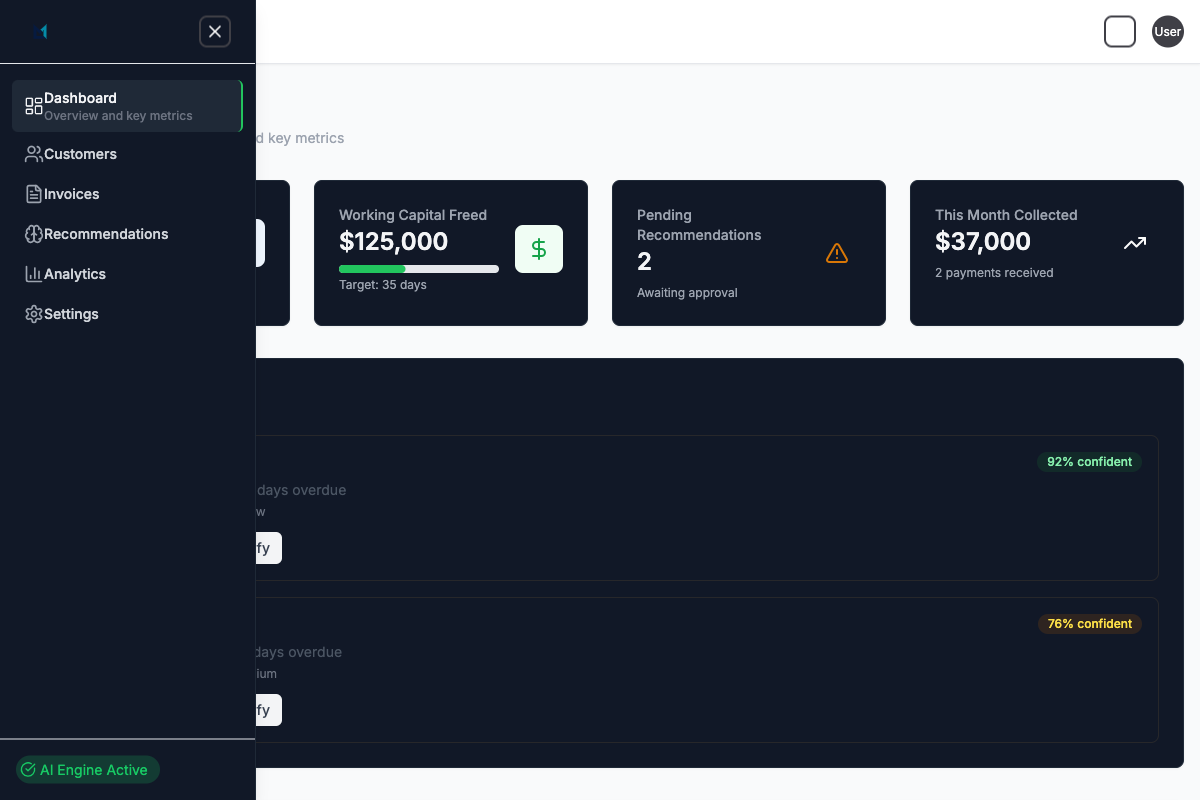 User
Dashboard
Overview and key metrics
Customers
Invoices
Recommendations
Analytics
Settings
AI Engine Active
d key metrics
Working Capital Freed
$125,000
Target: 35 days
Pending
Recommendations
2
Awaiting approval
This Month Collected
$37,000
2 payments received
92% confident
days overdue
w
fy
76% confident
days overdue
ium
fy